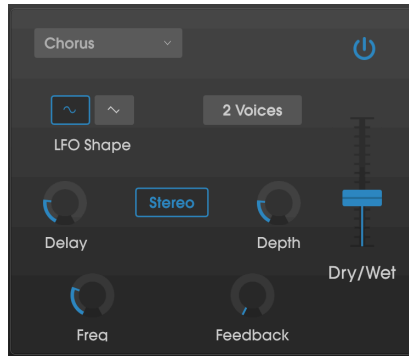 Chorus
2 Voices
LFO Shape
Stereo
Delay
Depth
Dry/Wet
Freq
Feedback